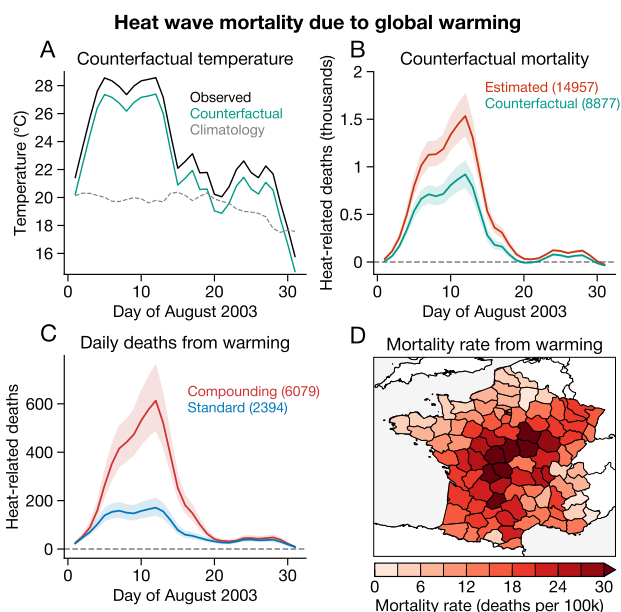 Heat wave mortality due to global warming
A
Counterfactual temperature
28
26
24
22
20
18
16
Temperature (°C)
Observed
Counterfactual
Climatology
0
10
20
30
Day of August 2003
B
Counterfactual mortality
2
1.5
1
0.5
0
Heat-related deaths (thousands)
Estimated (14957)
Counterfactual (8877)
0
10
20
30
Day of August 2003
C
Daily deaths from warming
600
400
200
0
Heat-related deaths
Compounding (6079)
Standard (2394)
0
10
20
30
Day of August 2003
D
Mortality rate from warming
0
6
12
18
24
30
Mortality rate (deaths per 100k)